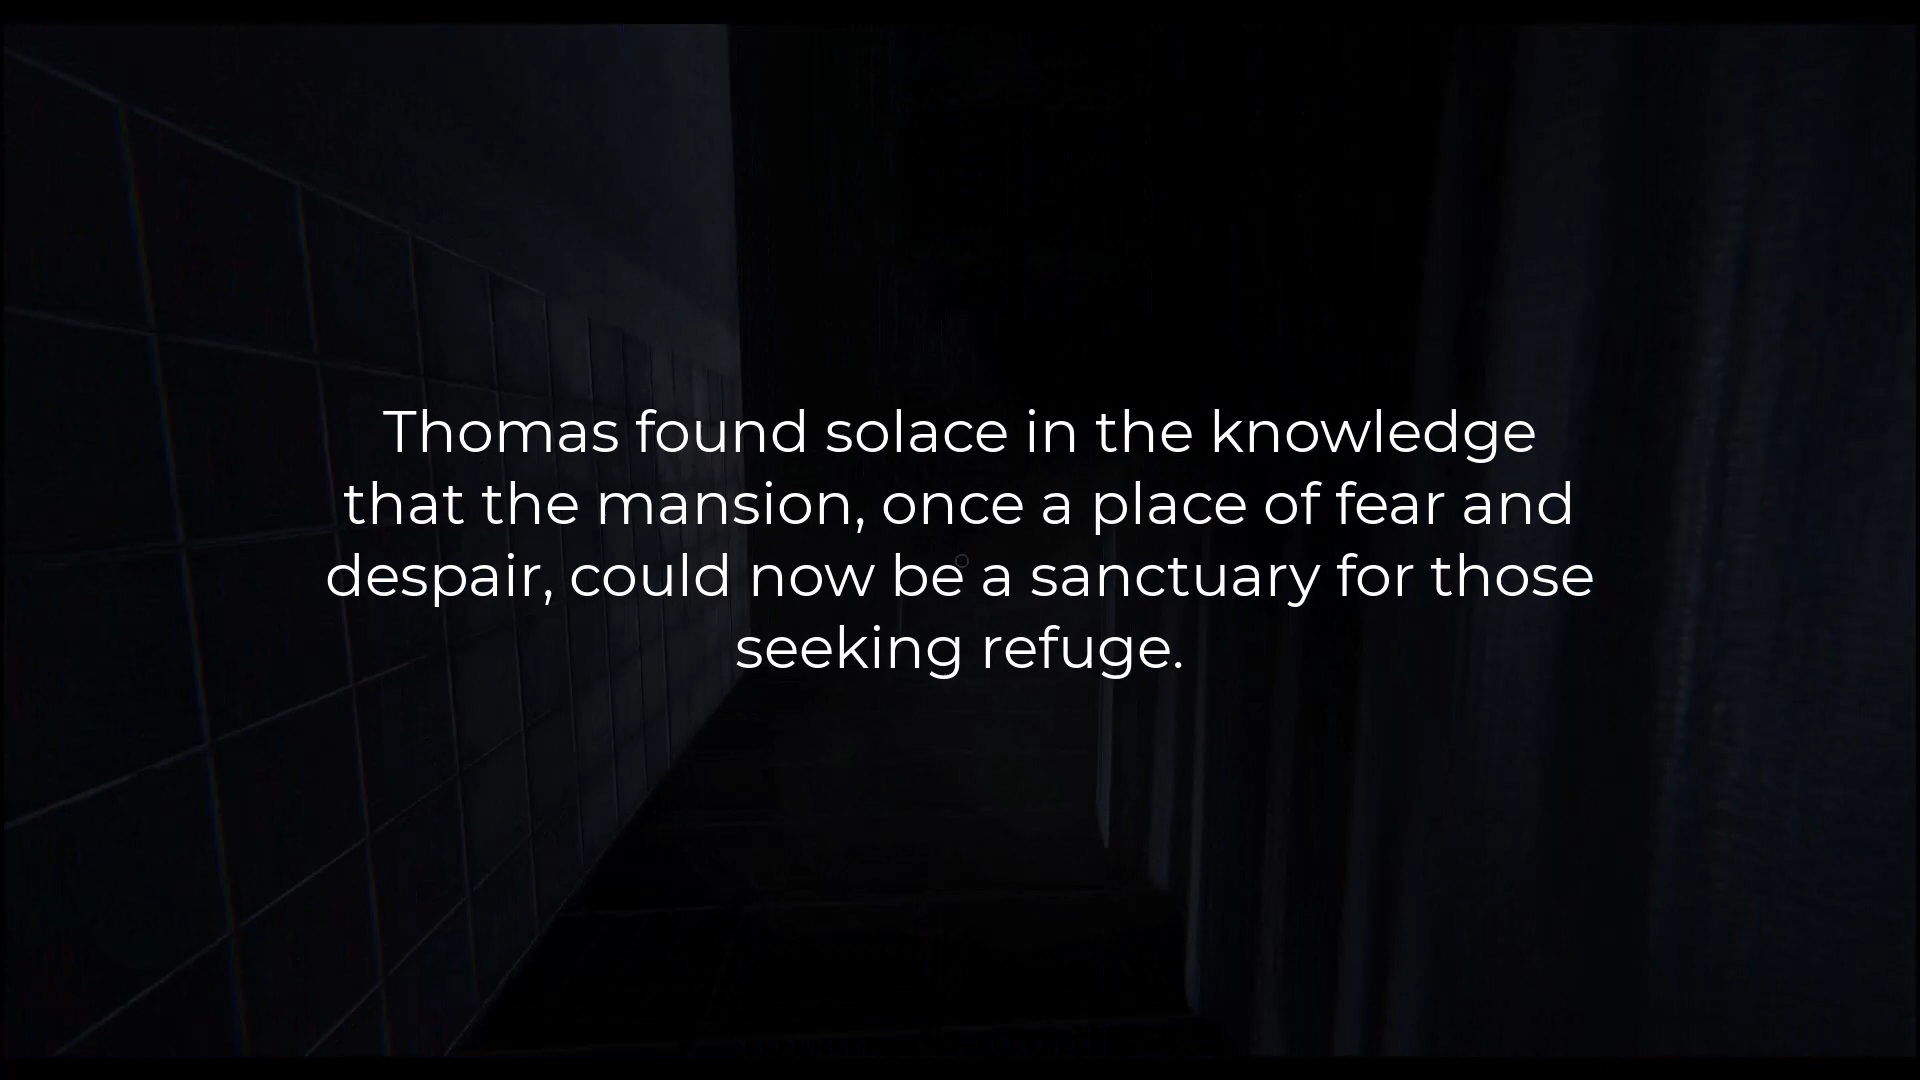 Thomas found solace in the knowledge
that the mansion, once a place of fear and
despair, could now be a sanctuary for those
seeking refuge.